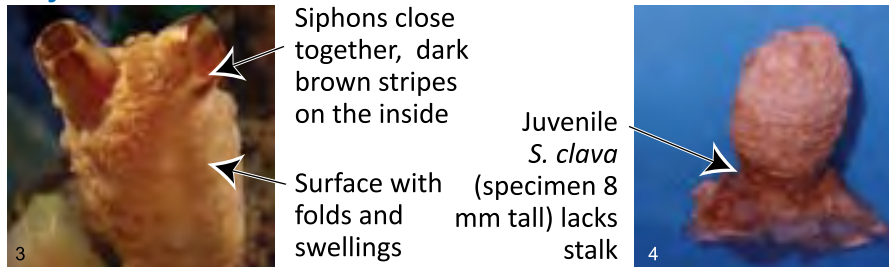 Siphons close
together, dark
brown stripes
on the inside
Surface with
folds and
swellings
3
Juvenile
S. clava
(specimen 8
mm tall) lacks
stalk
4